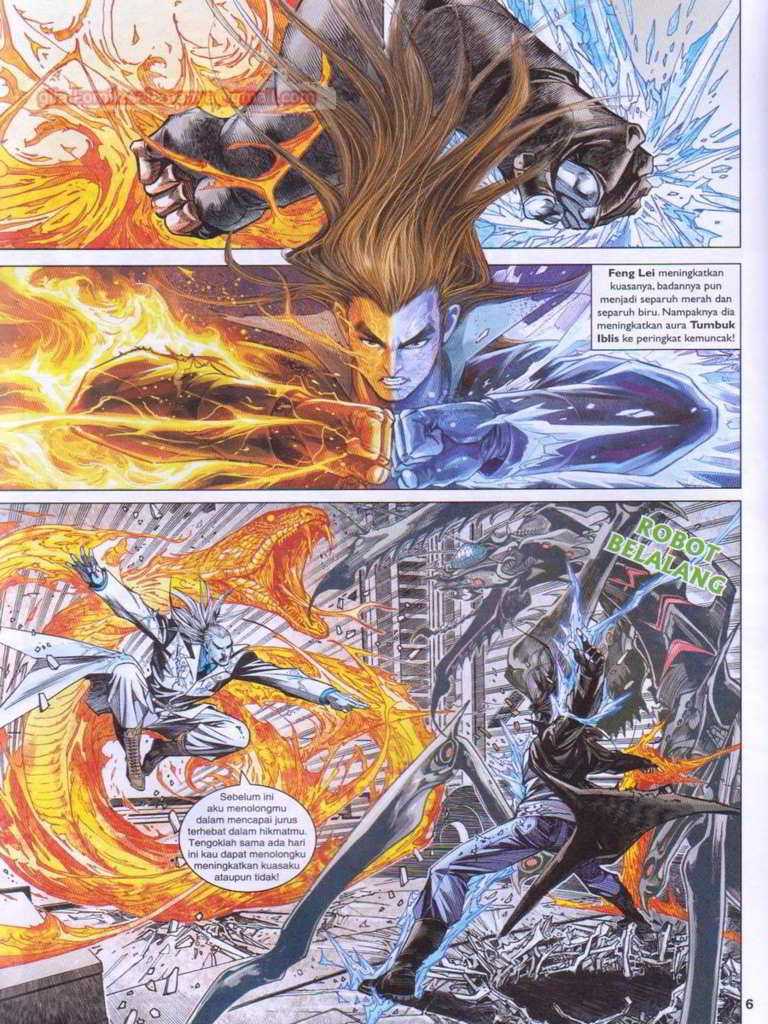 Feng Lei meningkatkan
kuasanya, badannya pun
menjadi separuh merah dan
separuh biru. Nampaknya dia
meningkatkan aura Tumbuk
Iblis ke peringkat kemuncak!
ROBOT
BELALANG
Sebelum ini
aku menolongmu
dalam mencapai jurus
terhebat dalam hikmatmu.
Tengoklah sama ada hari
ini kau dapat menolongku
meningkatkan kuasaku
ataupun tidak!
6